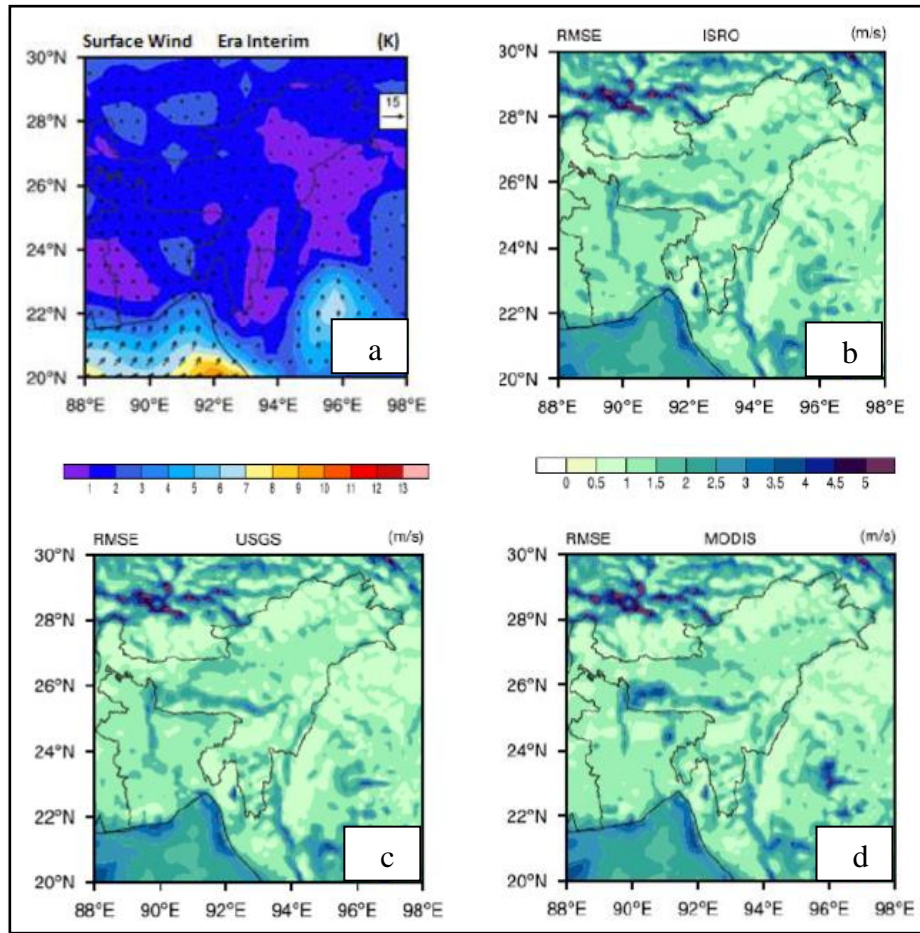 Surface Wind Era Interim (K)
30°N
28°N
26°N
24°N
22°N
20°N
15
a
88°E 90°E 92°E 94°E 96°E 98°E
RMSE ISRO (m/s)
30°N
28°N
26°N
24°N
22°N
20°N
b
88°E 90°E 92°E 94°E 96°E 98°E
1 2 3 4 5 6 7 8 9 10 11 12 13
0 0.5 1 1.5 2 2.5 3 3.5 4 4.5 5
RMSE USGS (m/s)
30°N
28°N
26°N
24°N
22°N
20°N
c
88°E 90°E 92°E 94°E 96°E 98°E
RMSE MODIS (m/s)
30°N
28°N
26°N
24°N
22°N
20°N
d
88°E 90°E 92°E 94°E 96°E 98°E